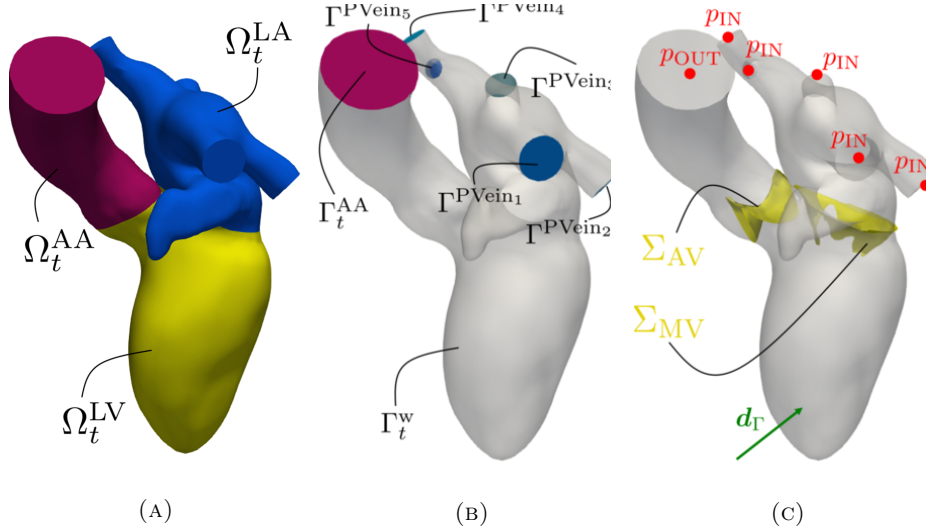 Ω_t^LA
Ω_t^AA
Ω_t^LV
(A)
Γ^PVein_5
Γ^PVein_4
Γ^PVein_3
Γ_t^AA
Γ^PVein_1
Γ^PVein_2
Γ_t^w
(B)
p_IN
p_OUT
p_IN
p_IN
p_IN
p_IN
Σ_AV
Σ_MV
d_Γ
(C)